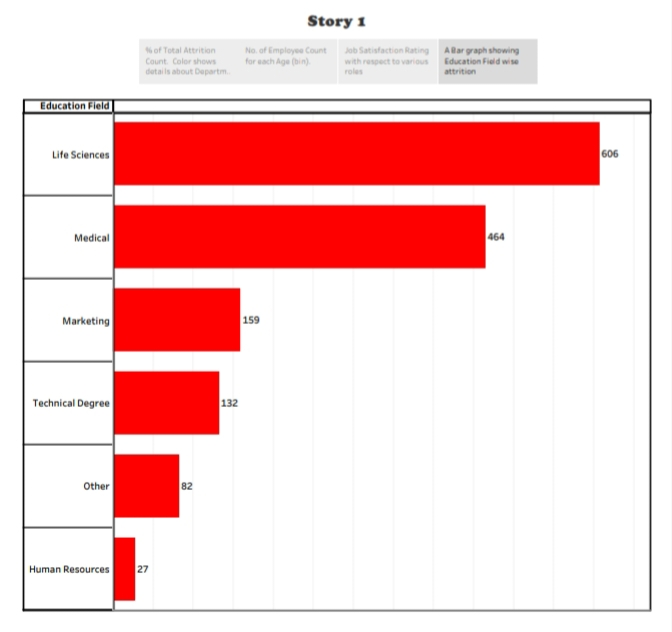 Story 1
% of Total Attrition
Count. Color shows
details about Departm..
No. of Employee Count
for each Age (bin).
Job Satisfaction Rating
with respect to various
roles
A Bar graph showing
Education Field wise
attrition
Education Field
Life Sciences
606
Medical
464
Marketing
159
Technical Degree
132
Other
82
Human Resources
27